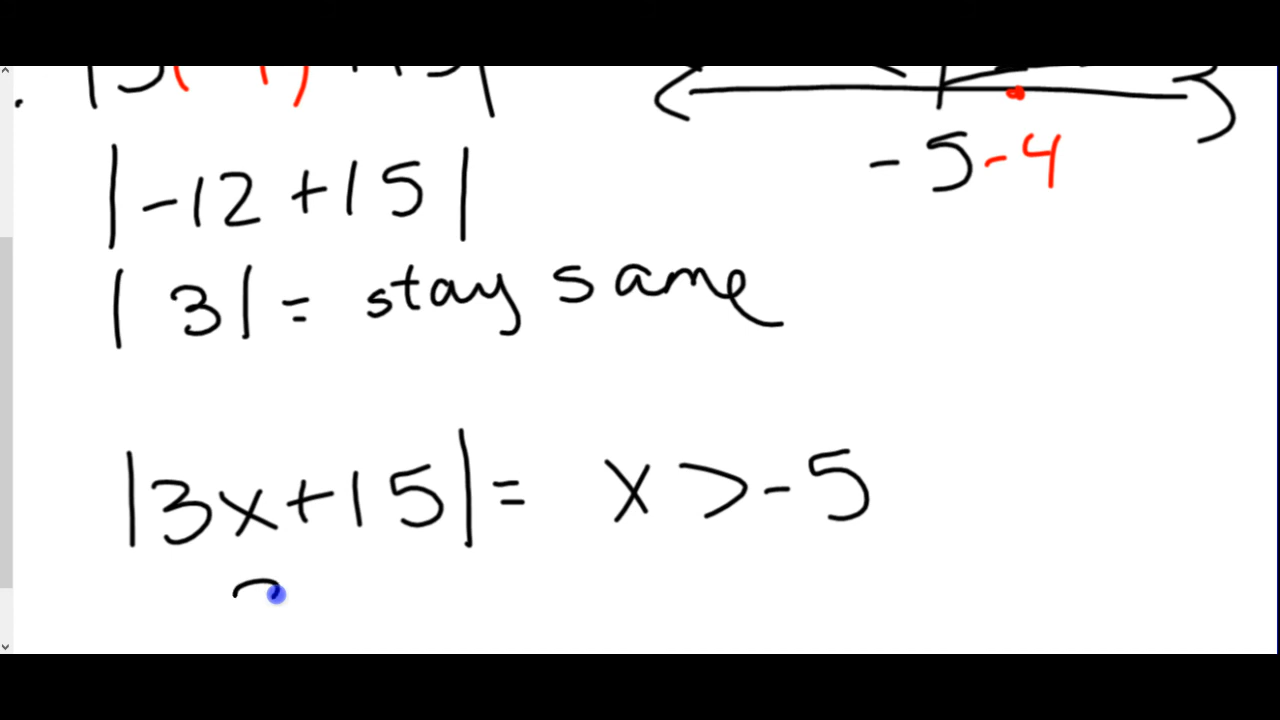 |-12 +15|
-5 -4
|3| = stay same
|3x+15| = x > -5